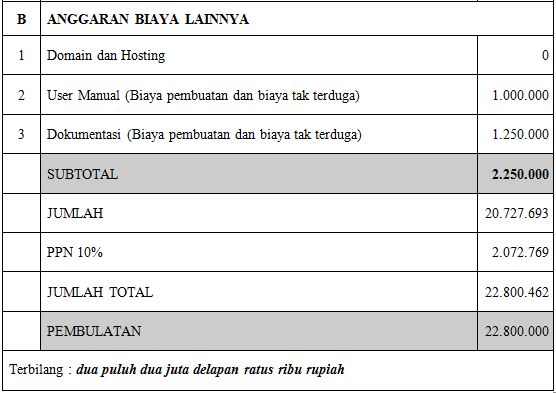 B ANGGARAN BIAYA LAINNYA
1 Domain dan Hosting 0
2 User Manual (Biaya pembuatan dan biaya tak terduga) 1.000.000
3 Dokumentasi (Biaya pembuatan dan biaya tak terduga) 1.250.000
SUBTOTAL 2.250.000
JUMLAH 20.727.693
PPN 10% 2.072.769
JUMLAH TOTAL 22.800.462
PEMBULATAN 22.800.000
Terbilang : dua puluh dua juta delapan ratus ribu rupiah